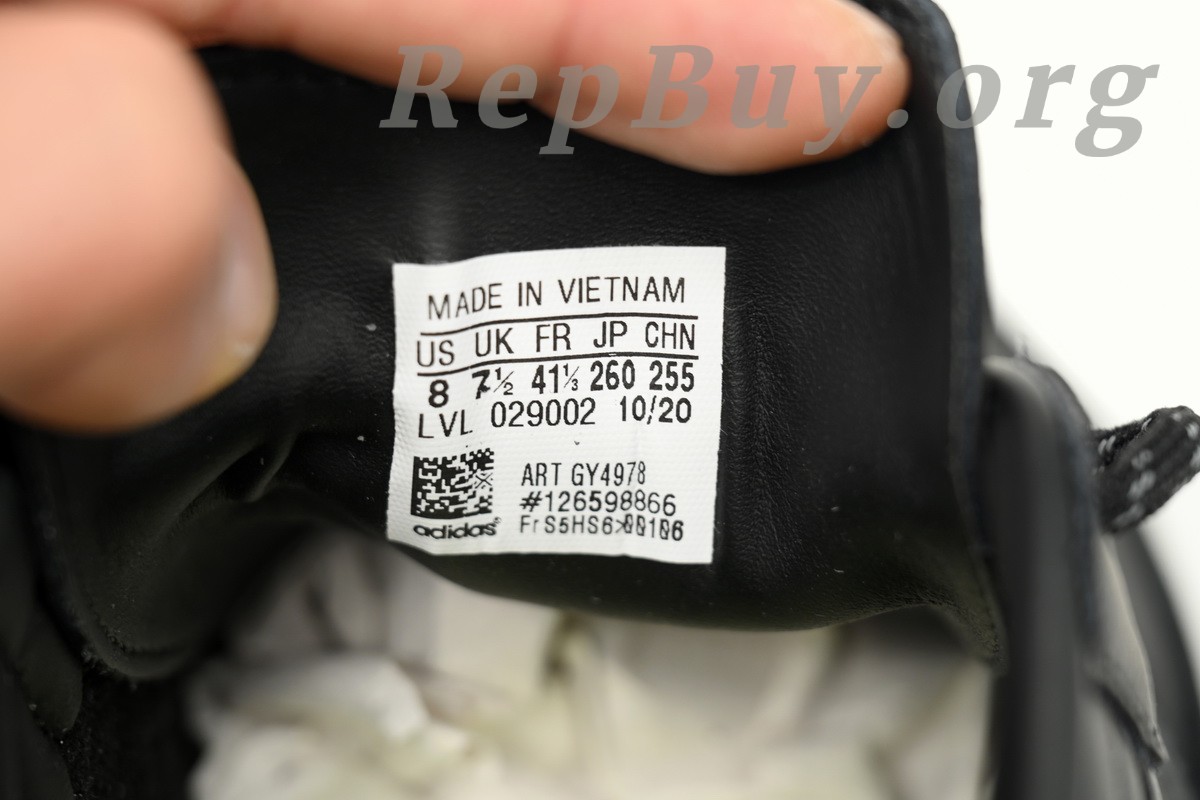 RepBuy.org
MADE IN VIETNAM
US UK FR JP CHN
8 7½ 41⅓ 260 255
LVL 029002 10/20
ART GY4978
#126598866
adidas